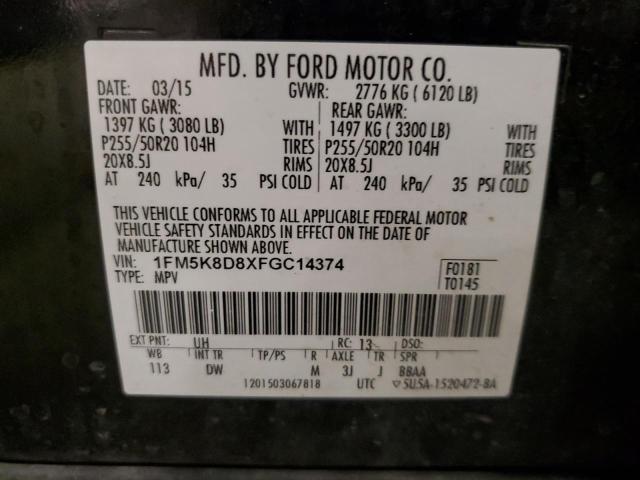 MFD. BY FORD MOTOR CO.
DATE: 03/15 GVWR: 2776 KG ( 6120 LB)
FRONT GAWR: REAR GAWR:
1397 KG ( 3080 LB) WITH 1497 KG ( 3300 LB) WITH
P255/50R20 104H TIRES P255/50R20 104H TIRES
20X8.5J RIMS 20X8.5J RIMS
AT 240 kPa/ 35 PSI COLD AT 240 kPa/ 35 PSI COLD
THIS VEHICLE CONFORMS TO ALL APPLICABLE FEDERAL MOTOR
VEHICLE SAFETY STANDARDS IN EFFECT ON THE DATE OF
MANUFACTURE SHOWN ABOVE.
VIN: 1FM5K8D8XFGC14374 F0181
TYPE: MPV T0145
EXT PNT: UH RC: 13 DSO:
WB INT TR TP/PS R AXLE TR SPR
113 DW M 3J J BBAA
1201503067818 UTC ▽SU5A-1520472-BA